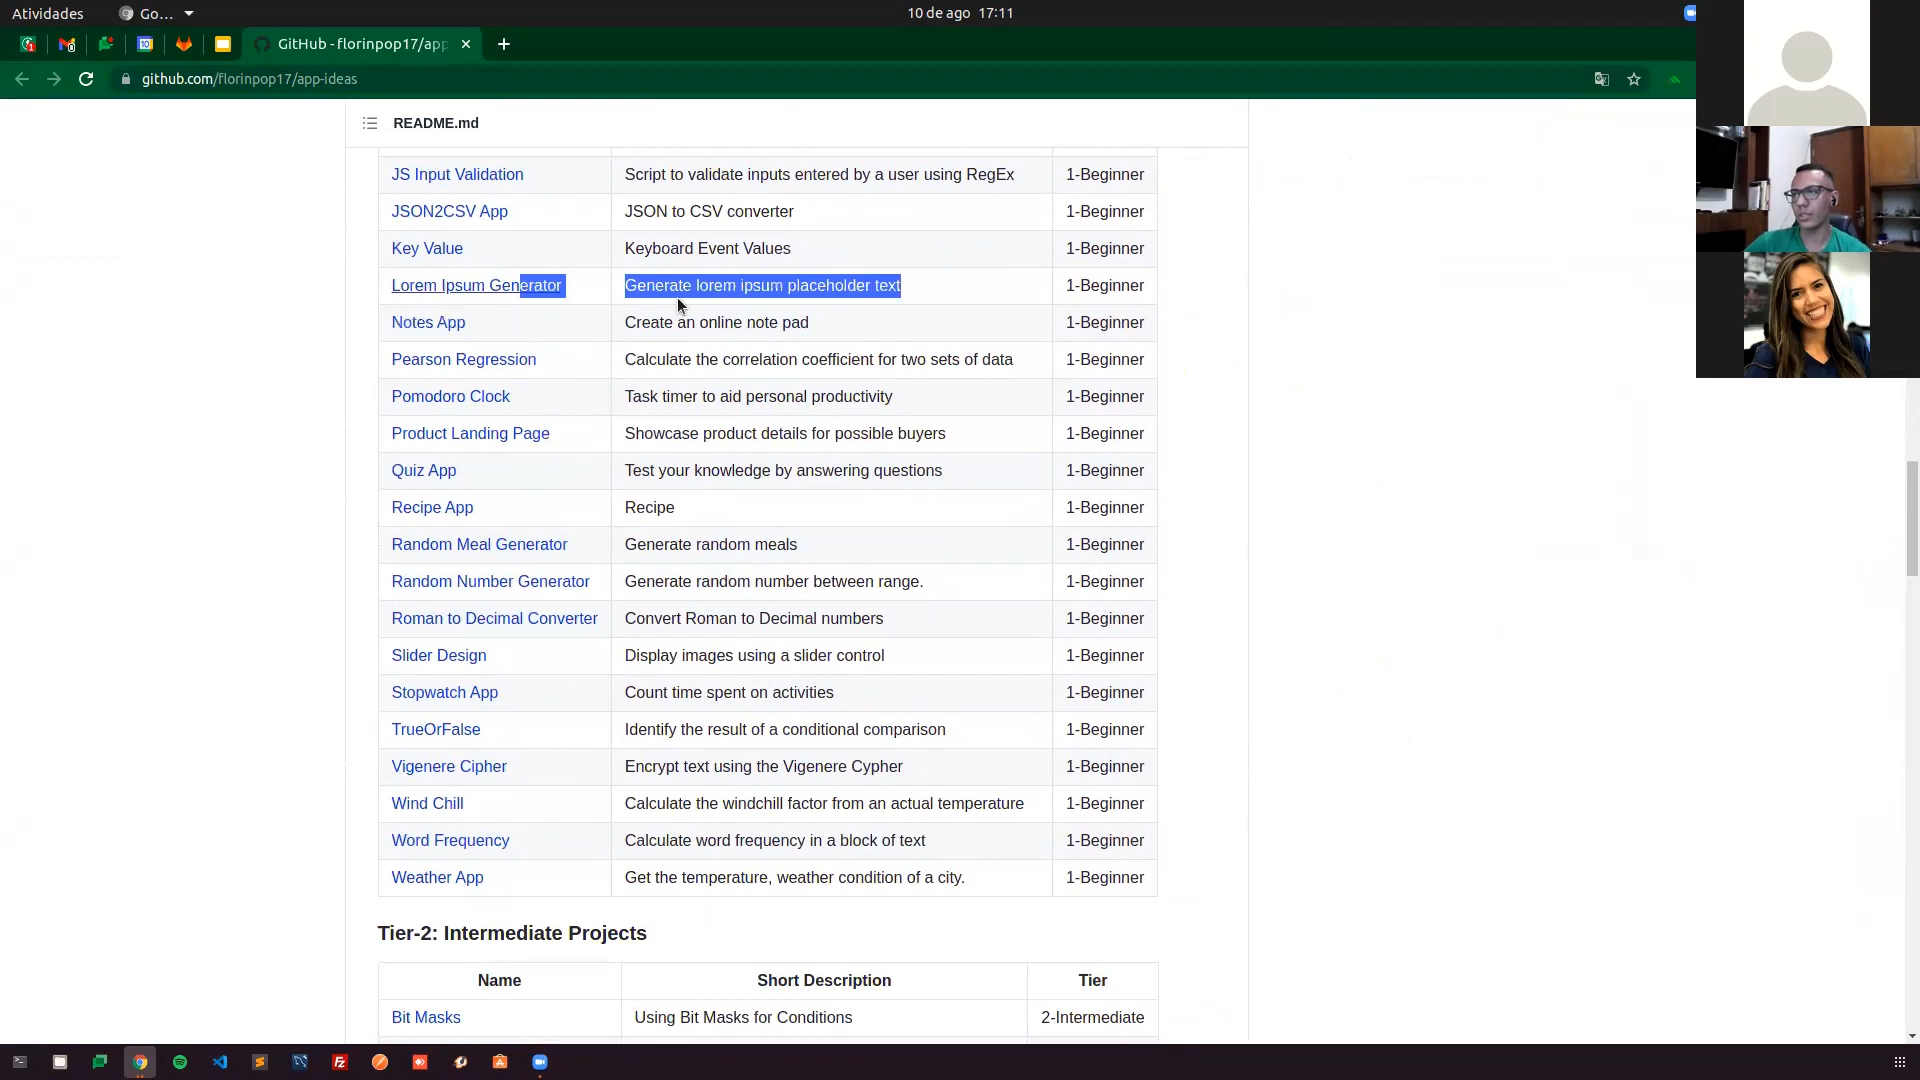 Atividades Go... 10 de ago 17:11
GitHub - florinpop17/app
github.com/florinpop17/app-ideas
README.md
JS Input Validation Script to validate inputs entered by a user using RegEx 1-Beginner
JSON2CSV App JSON to CSV converter 1-Beginner
Key Value Keyboard Event Values 1-Beginner
Lorem Ipsum Generator Generate lorem ipsum placeholder text 1-Beginner
Notes App Create an online note pad 1-Beginner
Pearson Regression Calculate the correlation coefficient for two sets of data 1-Beginner
Pomodoro Clock Task timer to aid personal productivity 1-Beginner
Product Landing Page Showcase product details for possible buyers 1-Beginner
Quiz App Test your knowledge by answering questions 1-Beginner
Recipe App Recipe 1-Beginner
Random Meal Generator Generate random meals 1-Beginner
Random Number Generator Generate random number between range. 1-Beginner
Roman to Decimal Converter Convert Roman to Decimal numbers 1-Beginner
Slider Design Display images using a slider control 1-Beginner
Stopwatch App Count time spent on activities 1-Beginner
TrueOrFalse Identify the result of a conditional comparison 1-Beginner
Vigenere Cipher Encrypt text using the Vigenere Cypher 1-Beginner
Wind Chill Calculate the windchill factor from an actual temperature 1-Beginner
Word Frequency Calculate word frequency in a block of text 1-Beginner
Weather App Get the temperature, weather condition of a city. 1-Beginner
Tier-2: Intermediate Projects
Name Short Description Tier
Bit Masks Using Bit Masks for Conditions 2-Intermediate